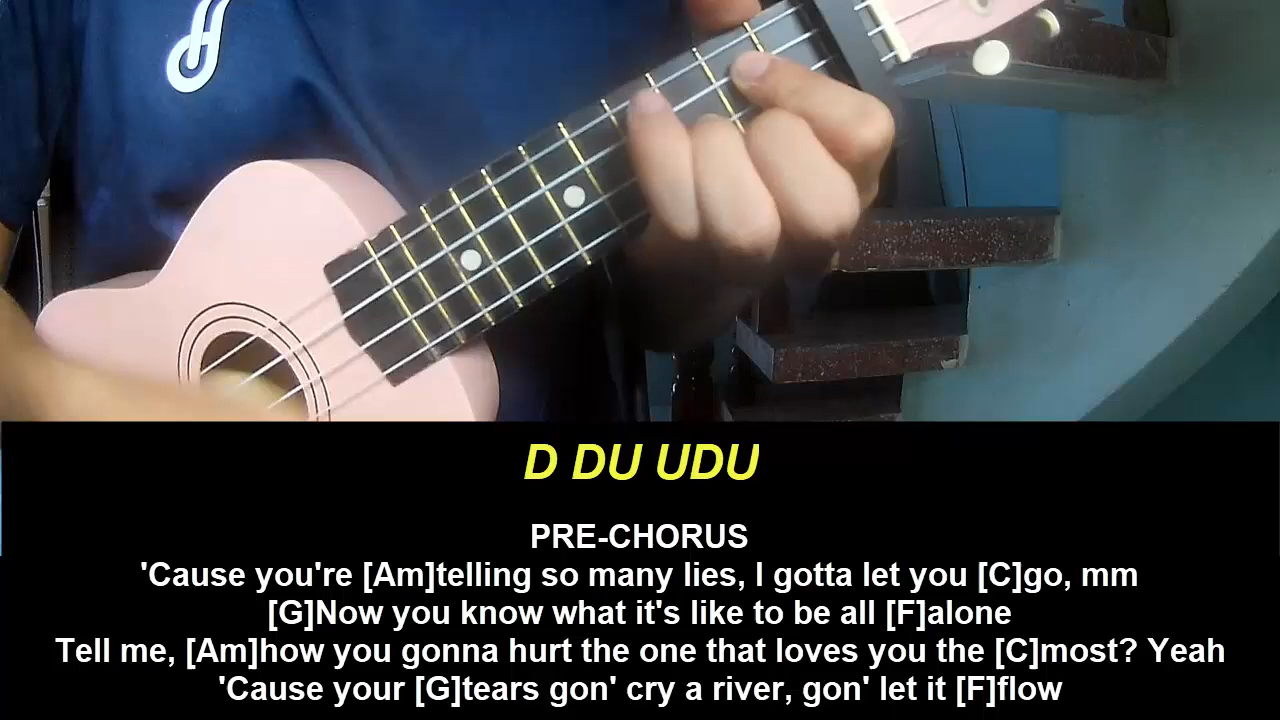 D DU UDU
PRE-CHORUS
'Cause you're [Am]telling so many lies, I gotta let you [C]go, mm
[G]Now you know what it's like to be all [F]alone
Tell me, [Am]how you gonna hurt the one that loves you the [C]most? Yeah
'Cause your [G]tears gon' cry a river, gon' let it [F]flow